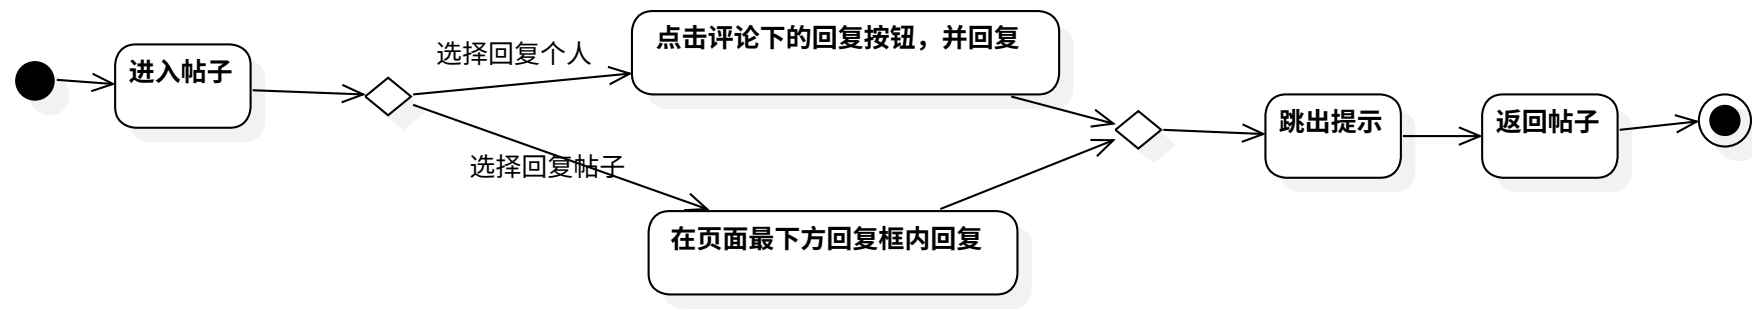 进入帖子
选择回复个人
点击评论下的回复按钮，并回复
选择回复帖子
在页面最下方回复框内回复
跳出提示
返回帖子